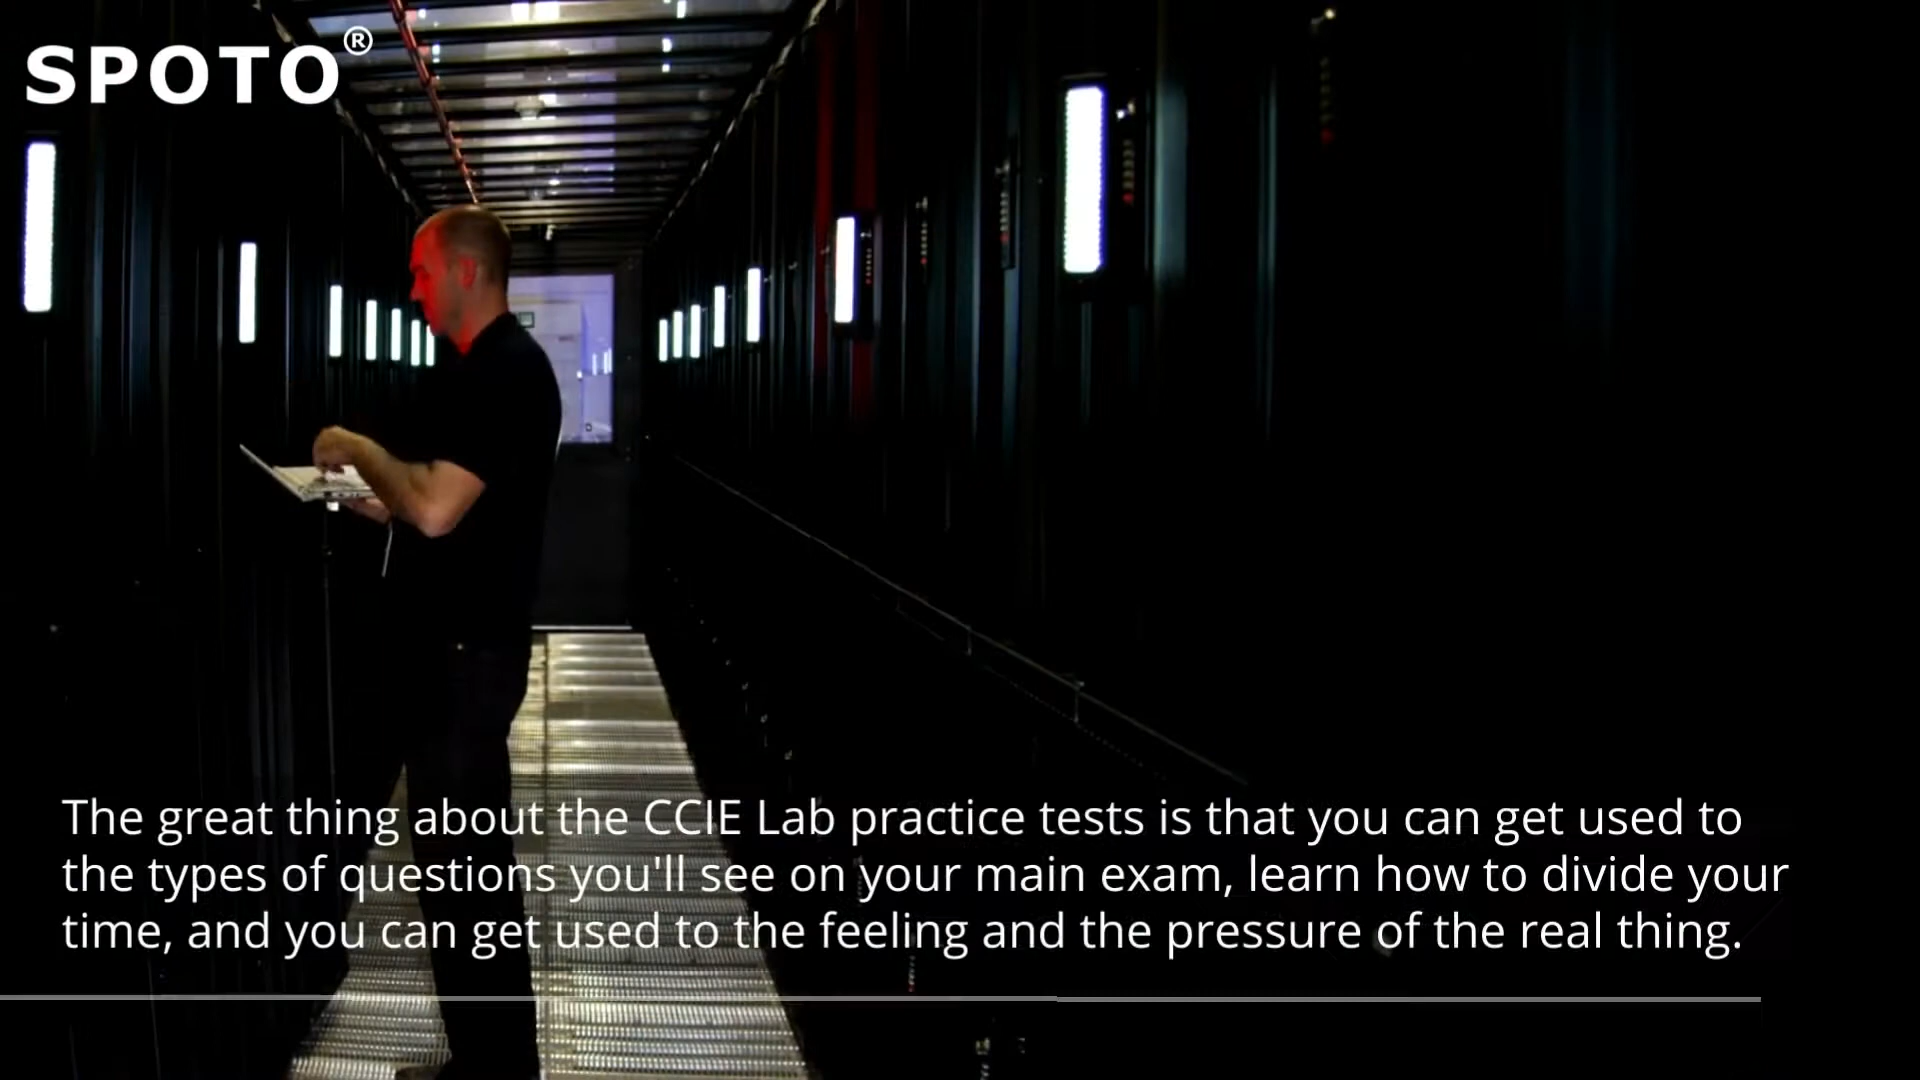 SPOTO®
The great thing about the CCIE Lab practice tests is that you can get used to
the types of questions you'll see on your main exam, learn how to divide your
time, and you can get used to the feeling and the pressure of the real thing.